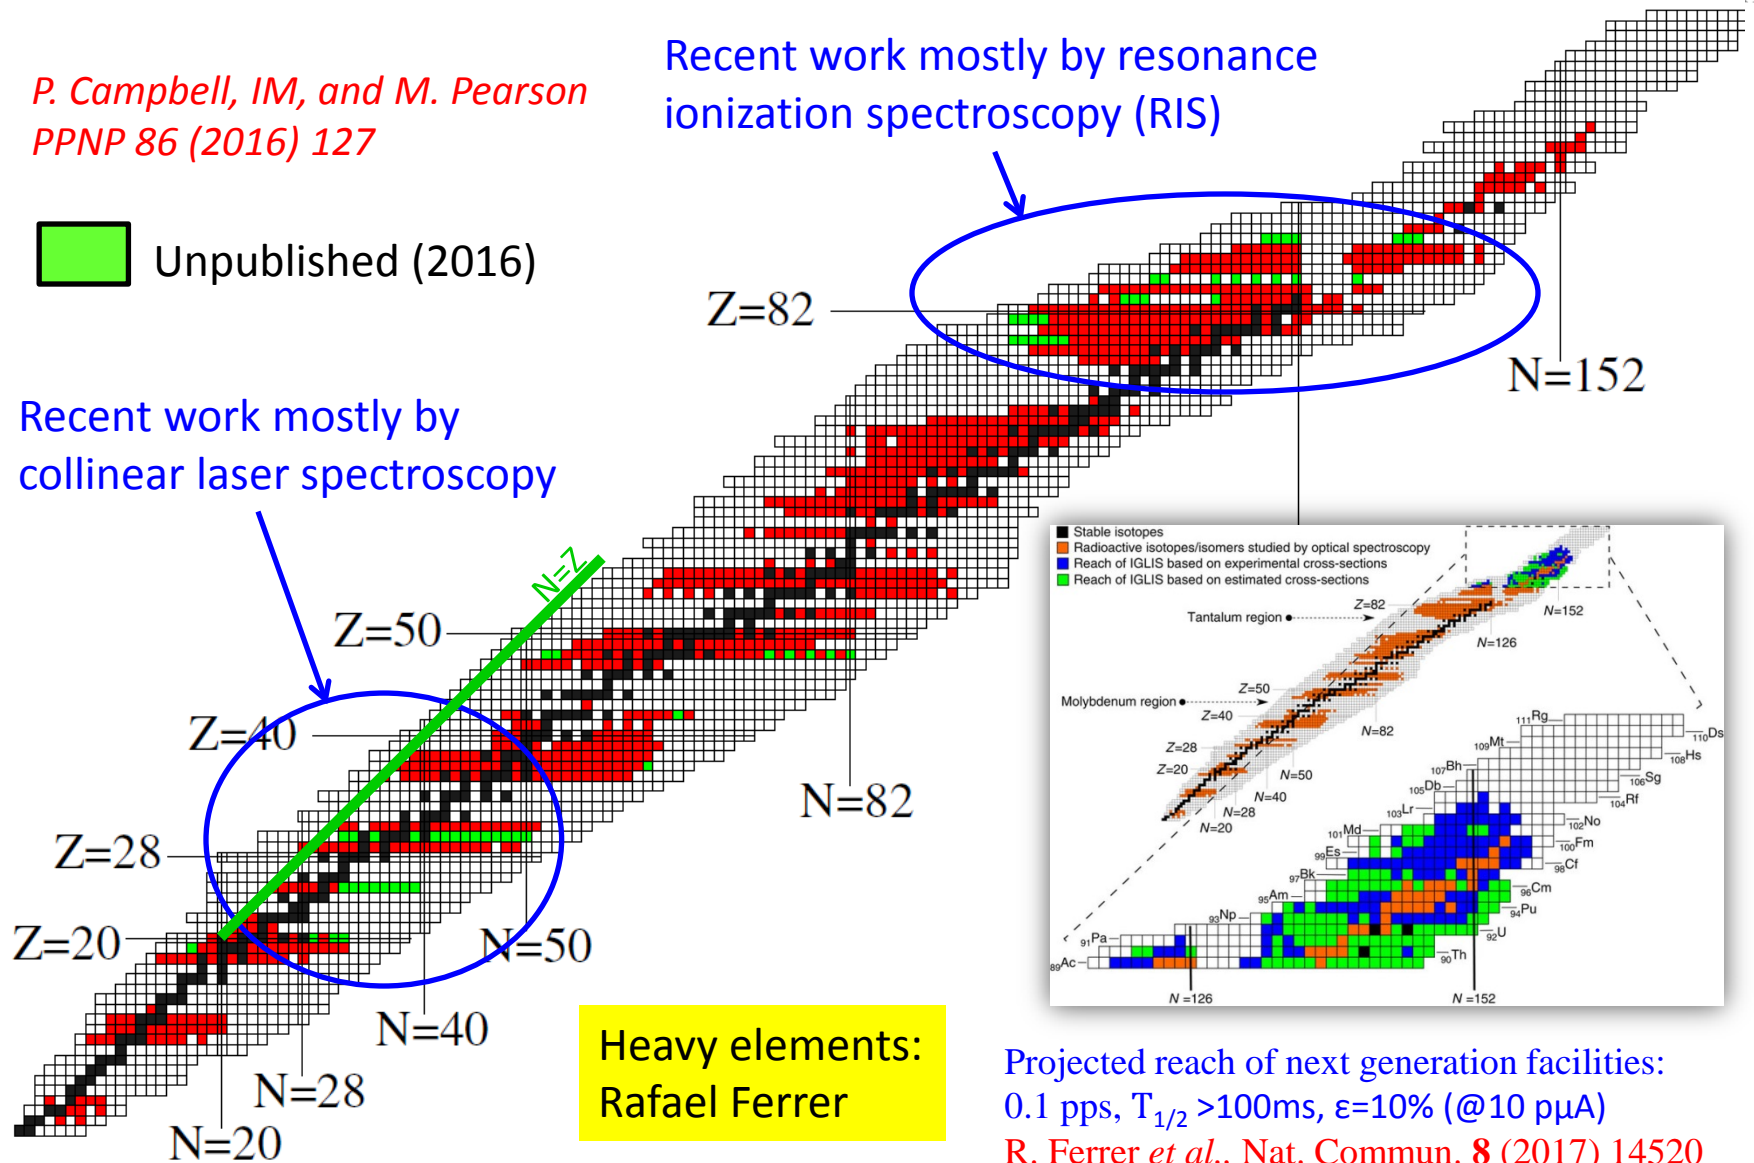 P. Campbell, IM, and M. Pearson
PPNP 86 (2016) 127
Recent work mostly by resonance
ionization spectroscopy (RIS)
Unpublished (2016)
Z=82
N=152
Recent work mostly by
collinear laser spectroscopy
N=Z
Z=50
Z=40
N=82
Z=28
Z=20
N=50
N=40
N=28
N=20
Stable isotopes
Radioactive isotopes/isomers studied by optical spectroscopy
Reach of IGLIS based on experimental cross-sections
Reach of IGLIS based on estimated cross-sections
Z=82
N=152
Tantalum region
N=126
Z=50
Molybdenum region
Z=40
N=82
Z=28
Z=20
N=50
N=40
N=28
N=20
111Rg
110Ds
109Mt
108Hs
107Bh
106Sg
105Db
104Rf
103Lr
102No
101Md
100Fm
99Es
98Cf
97Bk
96Cm
95Am
94Pu
93Np
92U
91Pa
90Th
89Ac
N =126
N =152
Heavy elements:
Rafael Ferrer
Projected reach of next generation facilities:
0.1 pps, T1/2 >100ms, ε=10% (@10 pμA)
R. Ferrer et al., Nat. Commun. 8 (2017) 14520